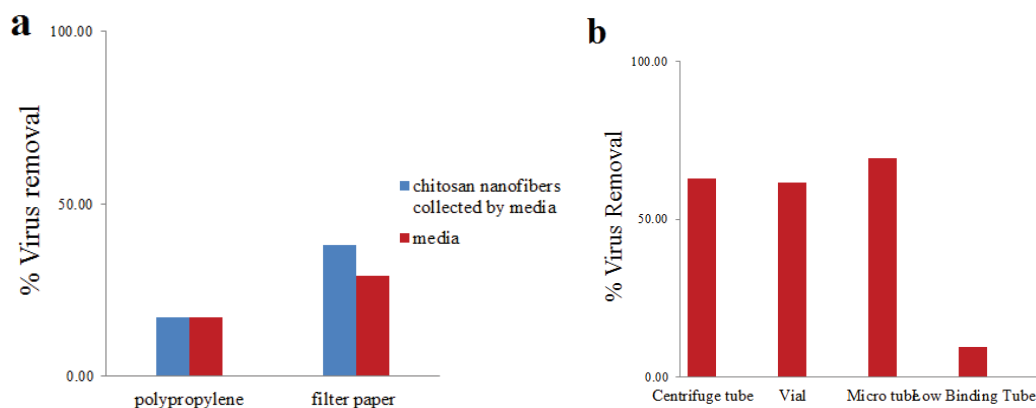 a
100.00
50.00
0.00
% Virus removal
polypropylene
filter paper
chitosan nanofibers
collected by media
media
b
100.00
50.00
0.00
% Virus Removal
Centrifuge tube
Vial
Micro tube
Low Binding Tube